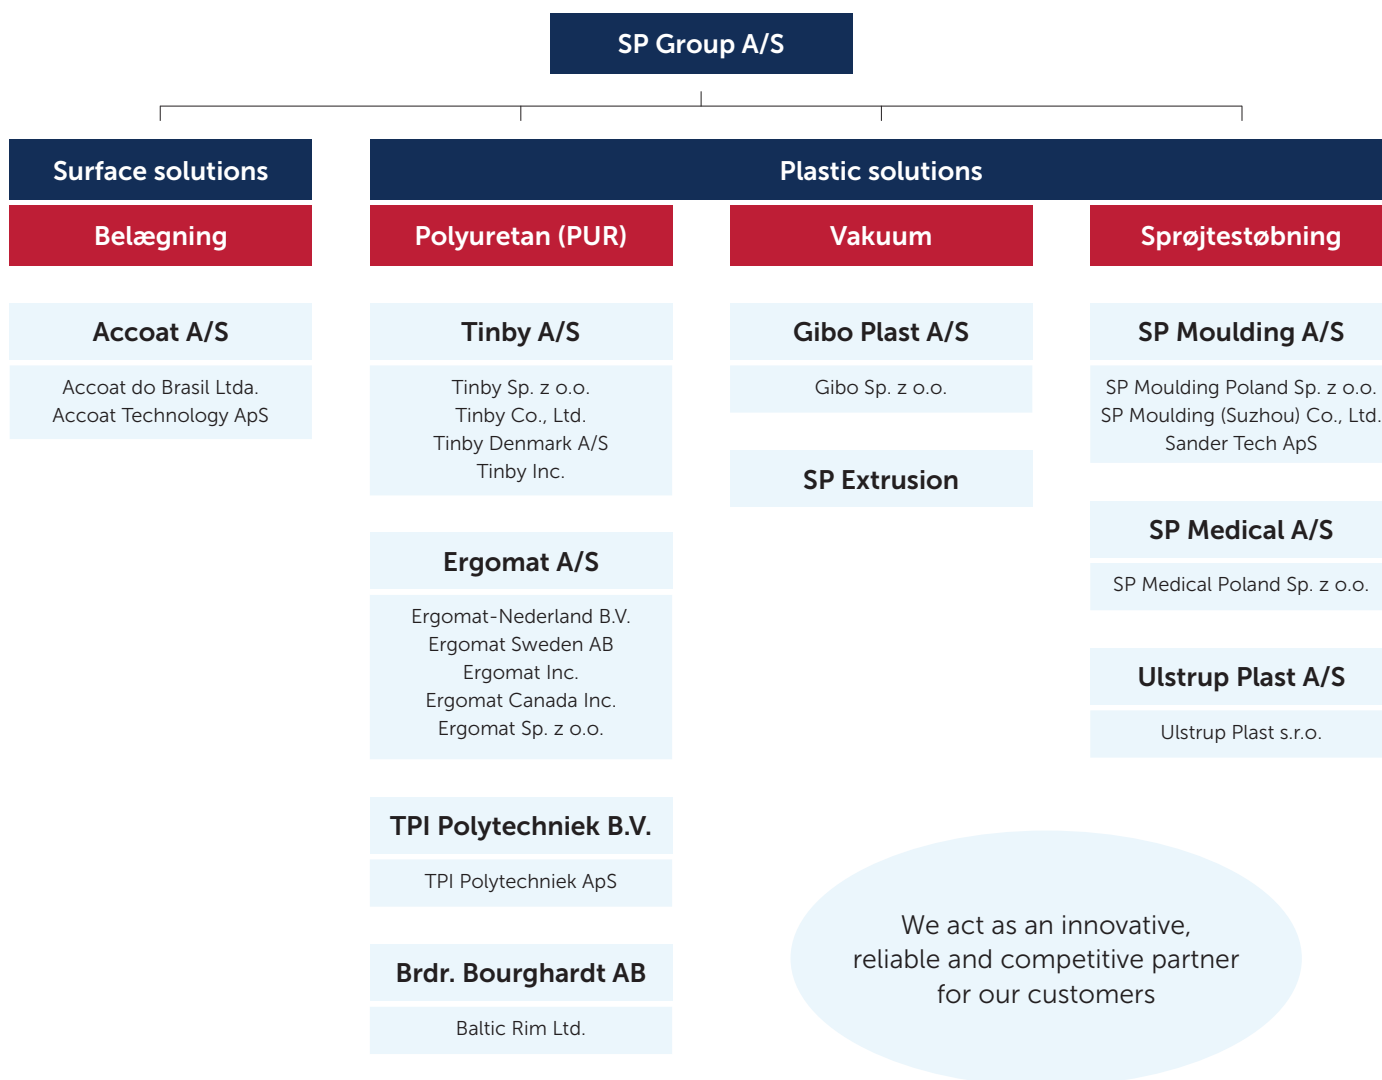 SP Group A/S
Surface solutions
Plastic solutions
Belægning
Polyuretan (PUR)
Vakuum
Sprøjtestøbning
Accoat A/S
Accoat do Brasil Ltda.
Accoat Technology ApS
Tinby A/S
Tinby Sp. z o.o.
Tinby Co., Ltd.
Tinby Denmark A/S
Tinby Inc.
Ergomat A/S
Ergomat-Nederland B.V.
Ergomat Sweden AB
Ergomat Inc.
Ergomat Canada Inc.
Ergomat Sp. z o.o.
TPI Polytechniek B.V.
TPI Polytechniek ApS
Brdr. Bourghardt AB
Baltic Rim Ltd.
Gibo Plast A/S
Gibo Sp. z o.o.
SP Extrusion
SP Moulding A/S
SP Moulding Poland Sp. z o.o.
SP Moulding (Suzhou) Co., Ltd.
Sander Tech ApS
SP Medical A/S
SP Medical Poland Sp. z o.o.
Ulstrup Plast A/S
Ulstrup Plast s.r.o.
We act as an innovative,
reliable and competitive partner
for our customers